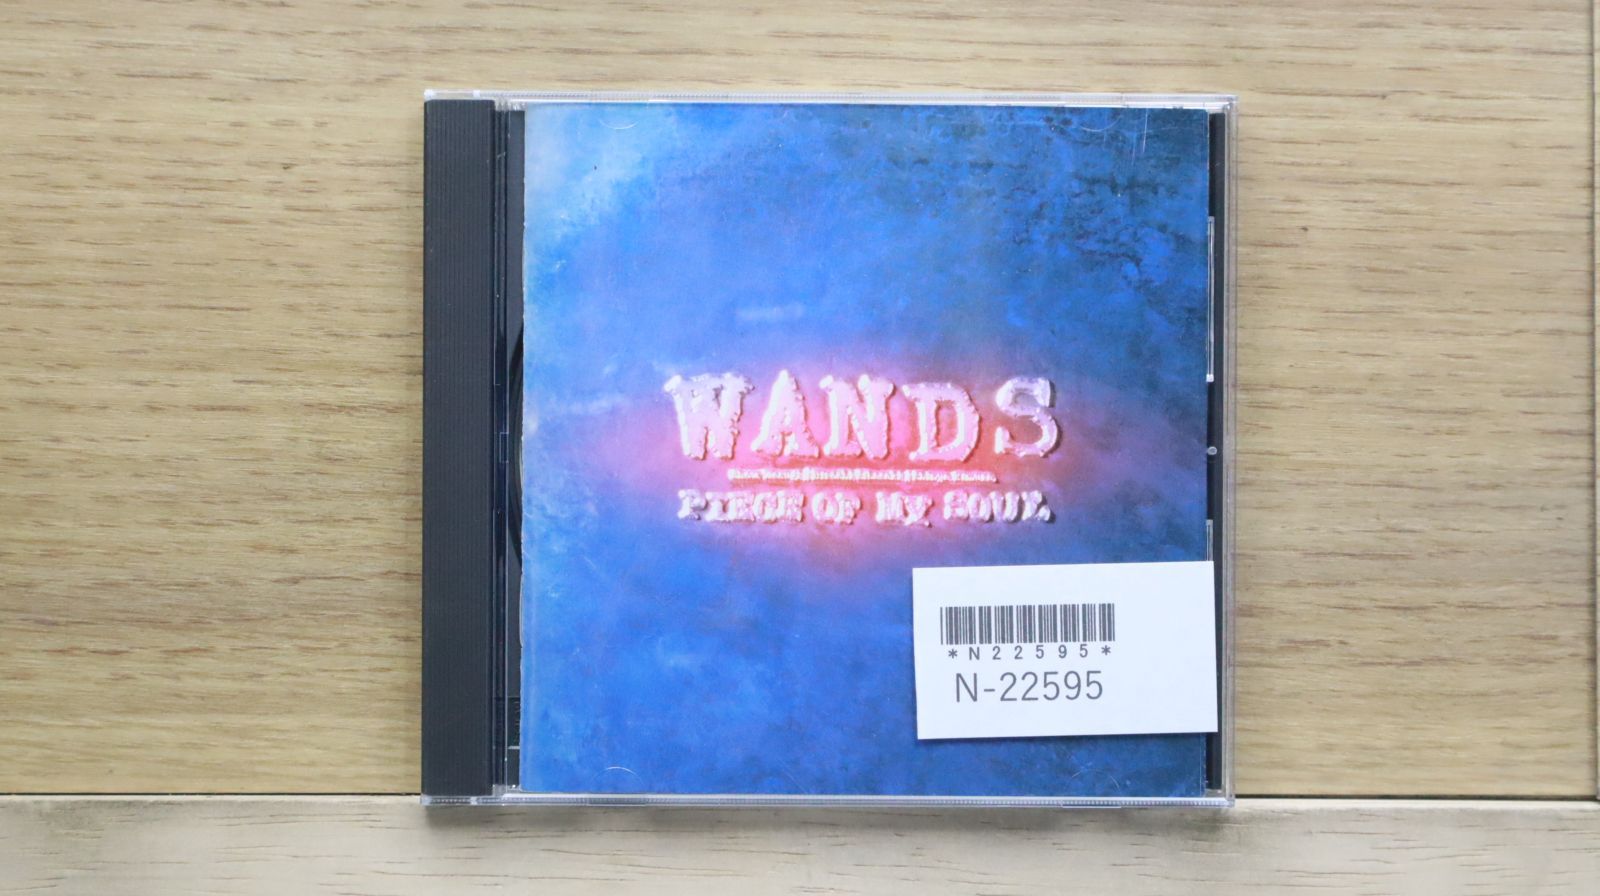 WANDS
PIECE OF MY SOUL
*N22595*
N-22595